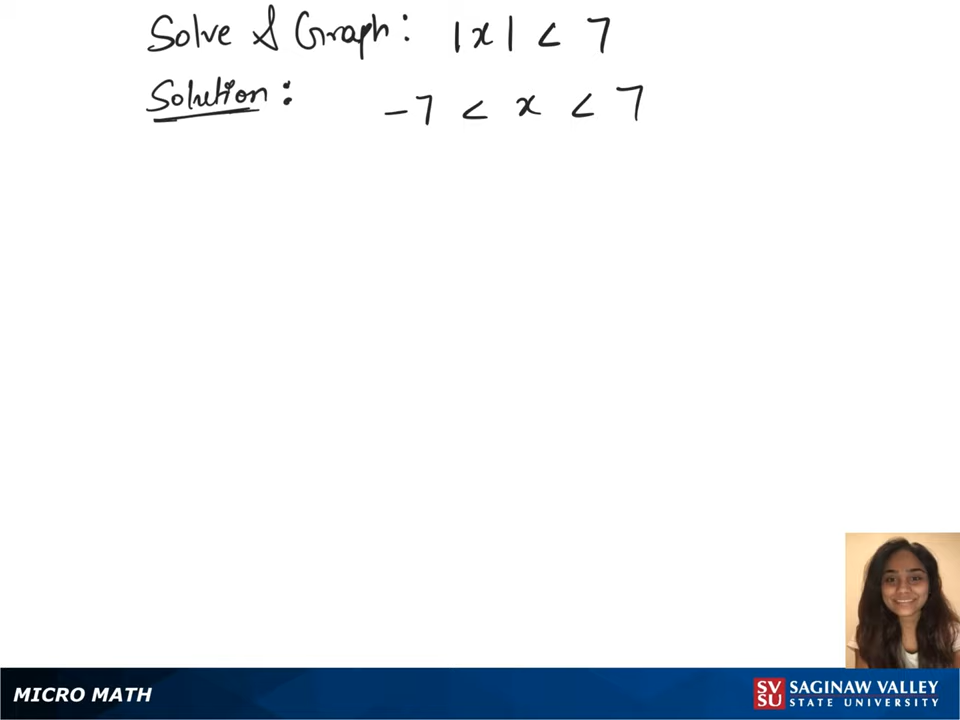 Solve & Graph: |x| < 7
Solution: -7 < x < 7
MICRO MATH
SV SU SAGINAW VALLEY
STATE UNIVERSITY